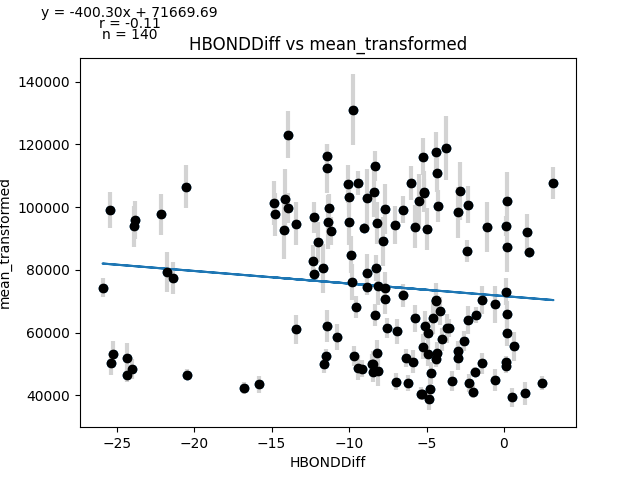 y = -400.30x + 71669.69
r = -0.11
n = 140
HBONDDiff vs mean_transformed
mean_transformed
140000
120000
100000
80000
60000
40000
−25
−20
−15
−10
−5
0
HBONDDiff